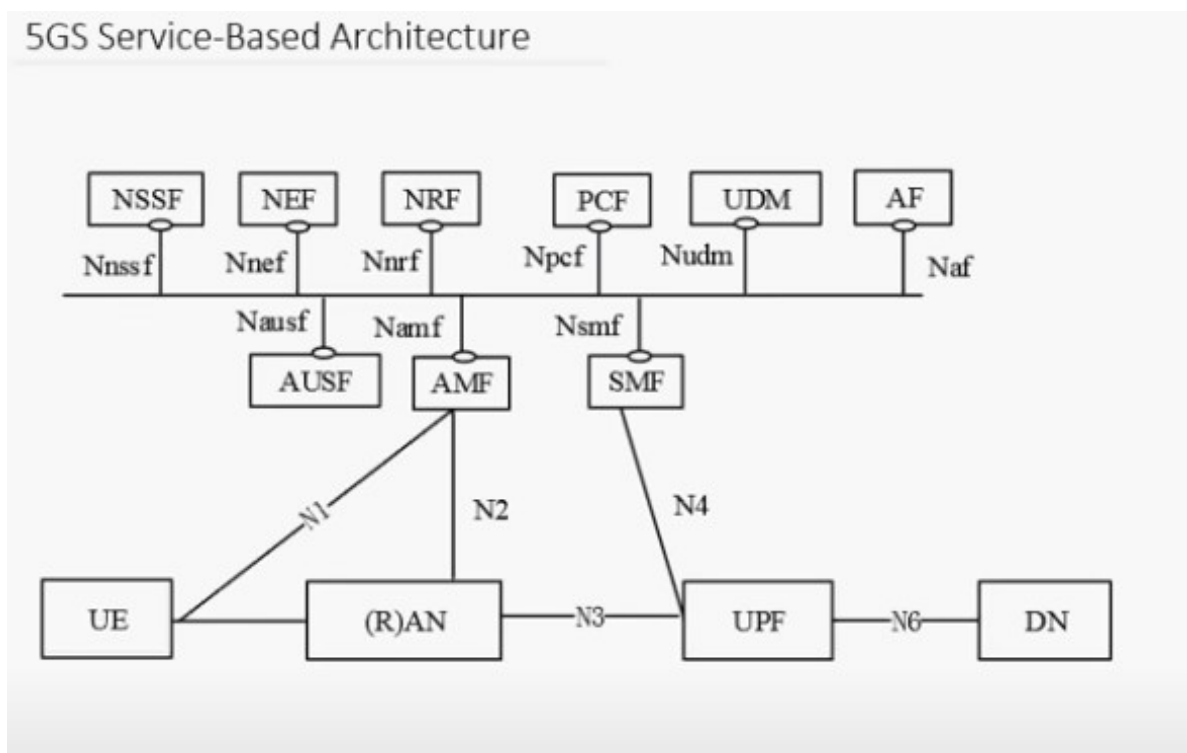 5GS Service-Based Architecture
NSSF NEF NRF PCF UDM AF
Nnssf Nnef Nnrf Npcf Nudm Naf
Nausf Namf Nsmf
AUSF AMF SMF
N1 N2 N4
UE (R)AN N3 UPF N6 DN